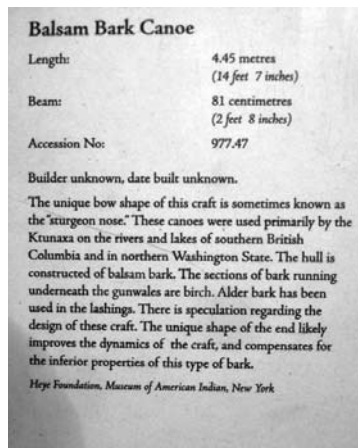 Balsam Bark Canoe
Length: 4.45 metres
(14 feet 7 inches)
Beam: 81 centimetres
(2 feet 8 inches)
Accession No: 977.47
Builder unknown, date built unknown.
The unique bow shape of this craft is sometimes known as
the "sturgeon nose." These canoes were used primarily by the
Ktunaxa on the rivers and lakes of southern British
Columbia and in northern Washington State. The hull is
constructed of balsam bark. The sections of bark running
underneath the gunwales are birch. Alder bark has been
used in the lashings. There is speculation regarding the
design of these craft. The unique shape of the end likely
improves the dynamics of the craft, and compensates for
the inferior properties of this type of bark.
Heye Foundation, Museum of American Indian, New York